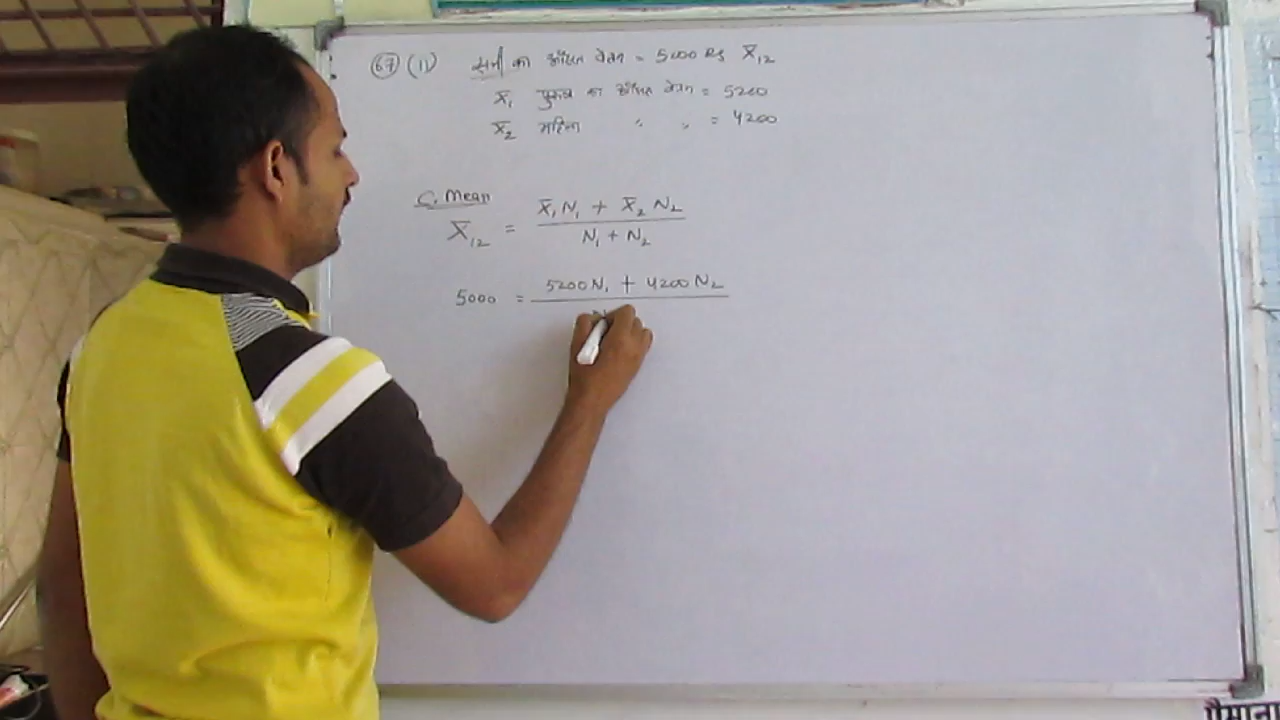 67 (1) सभी का औसत वेतन = 5000 Rs X̄₁₂
X̄₁ पुरुष का औसत वेतन = 5200
X̄₂ महिला " " = 4200
C. Mean
X̄₁₂ = X̄₁N₁ + X̄₂N₂
N₁ + N₂
5000 = 5200N₁ + 4200N₂